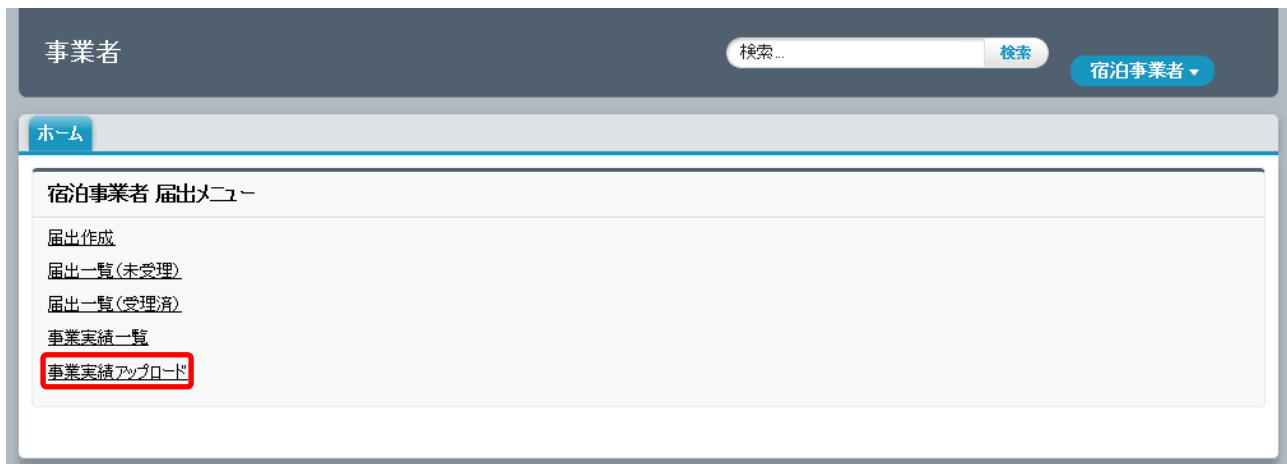 事業者
検索...
検索
宿泊事業者
ホーム
宿泊事業者 届出メニュー
届出作成
届出一覧(未受理)
届出一覧(受理済)
事業実績一覧
事業実績アップロード